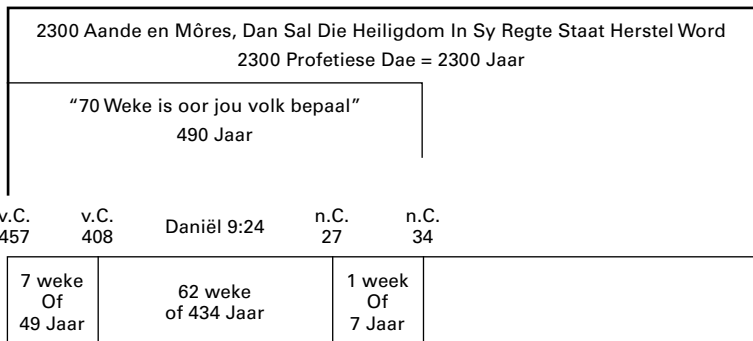 2300 Aande en Môres, Dan Sal Die Heiligdom In Sy Regte Staat Herstel Word
2300 Profetiese Dae = 2300 Jaar
“70 Weke is oor jou volk bepaal”
490 Jaar
v.C. v.C. n.C. n.C.
457 408 Daniël 9:24 27 34
7 weke
Of
49 Jaar
62 weke
of 434 Jaar
1 week
Of
7 Jaar